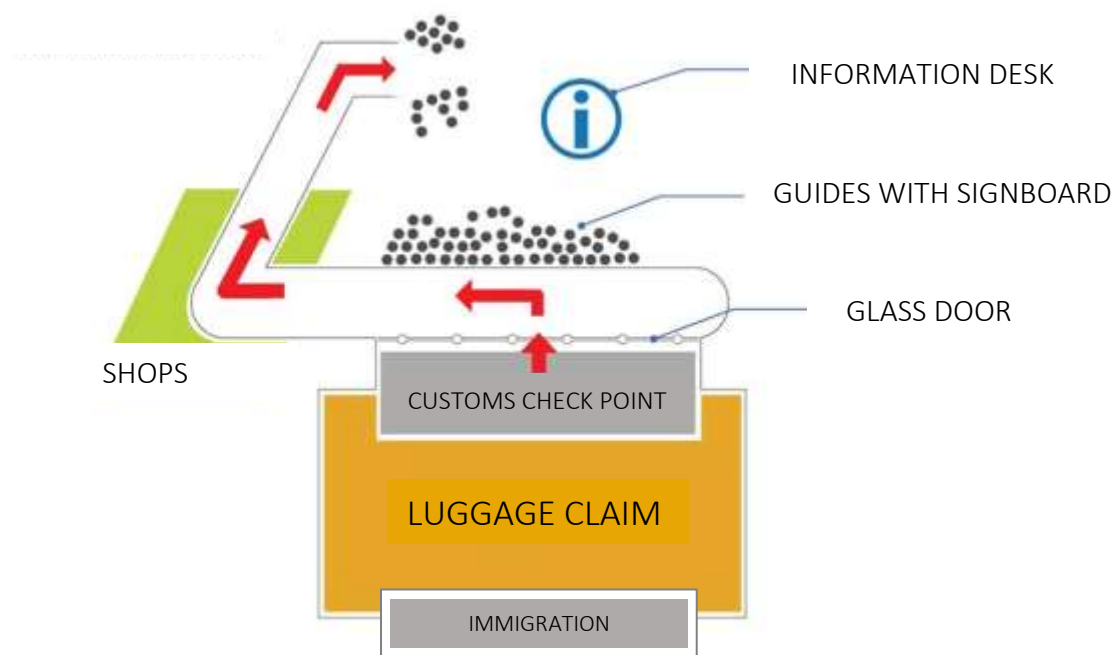 INFORMATION DESK
GUIDES WITH SIGNBOARD
GLASS DOOR
SHOPS
CUSTOMS CHECK POINT
LUGGAGE CLAIM
IMMIGRATION